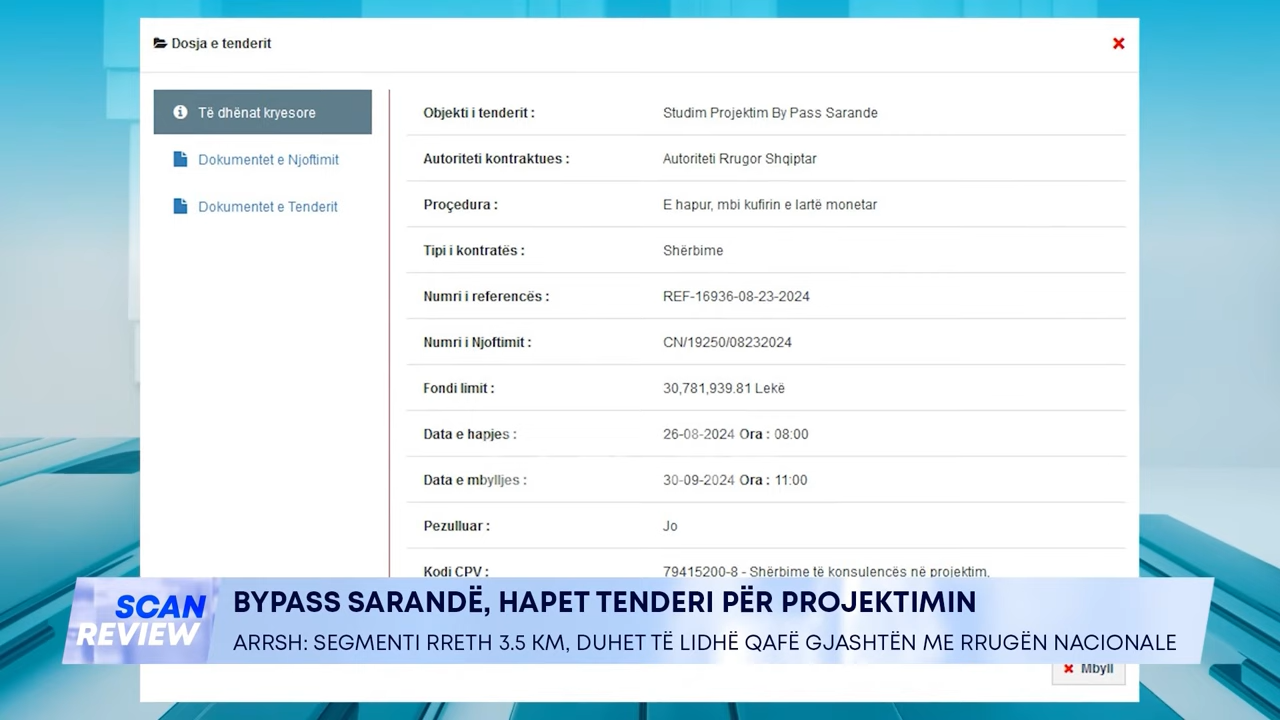 Dosja e tenderit
Të dhënat kryesore
Dokumentet e Njoftimit
Dokumentet e Tenderit
Objekti i tenderit : Studim Projektim By Pass Sarande
Autoriteti kontraktues : Autoriteti Rrugor Shqiptar
Proçedura : E hapur, mbi kufirin e lartë monetar
Tipi i kontratës : Shërbime
Numri i referencës : REF-16936-08-23-2024
Numri i Njoftimit : CN/19250/08232024
Fondi limit : 30,781,939.81 Lekë
Data e hapjes : 26-08-2024 Ora : 08:00
Data e mbylljes : 30-09-2024 Ora : 11:00
Pezulluar : Jo
Kodi CPV : 79415200-8 - Shërbime të konsulencës në projektim.
SCAN
REVIEW
BYPASS SARANDË, HAPET TENDERI PËR PROJEKTIMIN
ARRSH: SEGMENTI RRETH 3.5 KM, DUHET TË LIDHË QAFË GJASHTËN ME RRUGËN NACIONALE
Mbyll